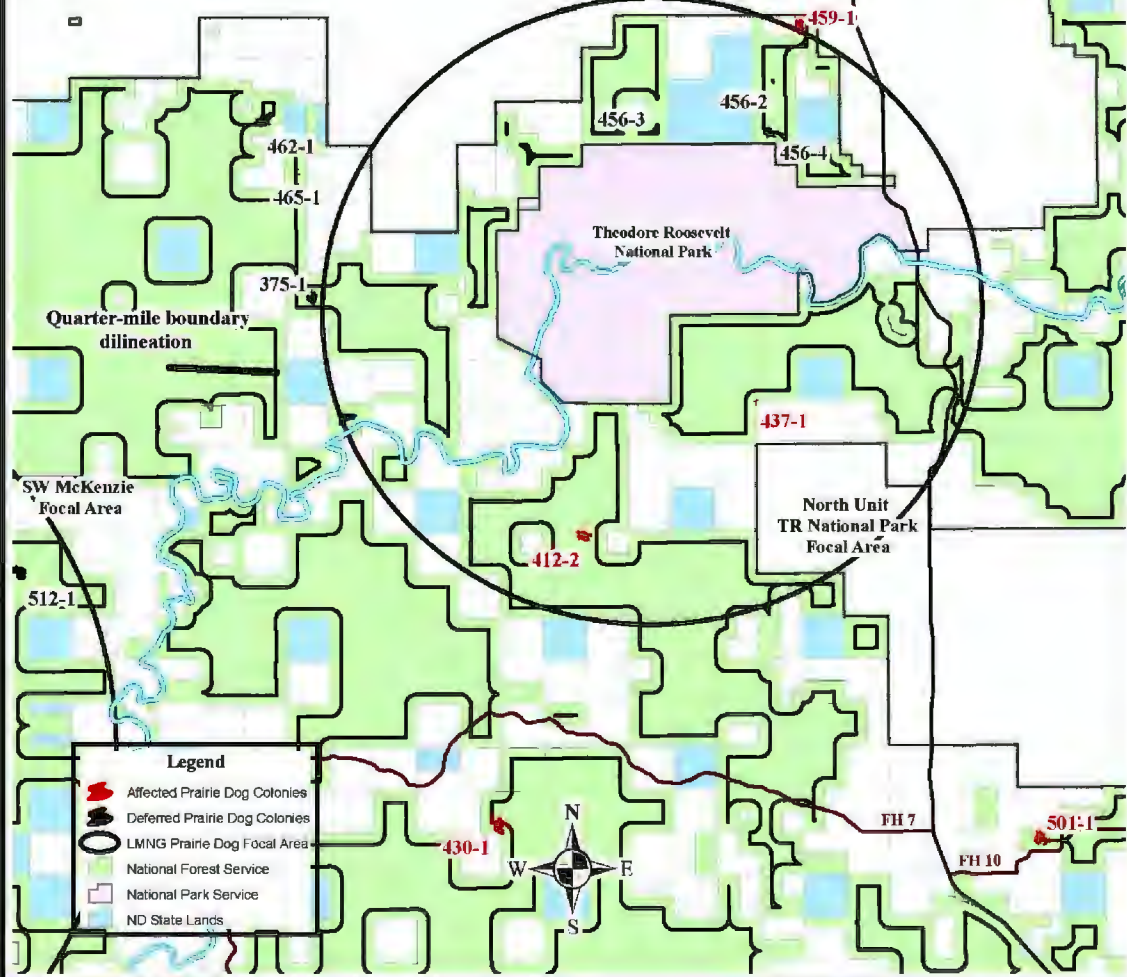 459-1
456-2
456-3
462-1
456-4
465-1
Theodore Roosevelt
National Park
375-1
Quarter-mile boundary
dilineation
437-1
SW McKenzie
Focal Area
North Unit
TR National Park
Focal Area
412-2
512-1
Legend
Affected Prairie Dog Colonies
Deferred Prairie Dog Colonies
LMNG Prairie Dog Focal Area
National Forest Service
National Park Service
ND State Lands
N
W
E
S
430-1
FH 7
501-1
FH 10